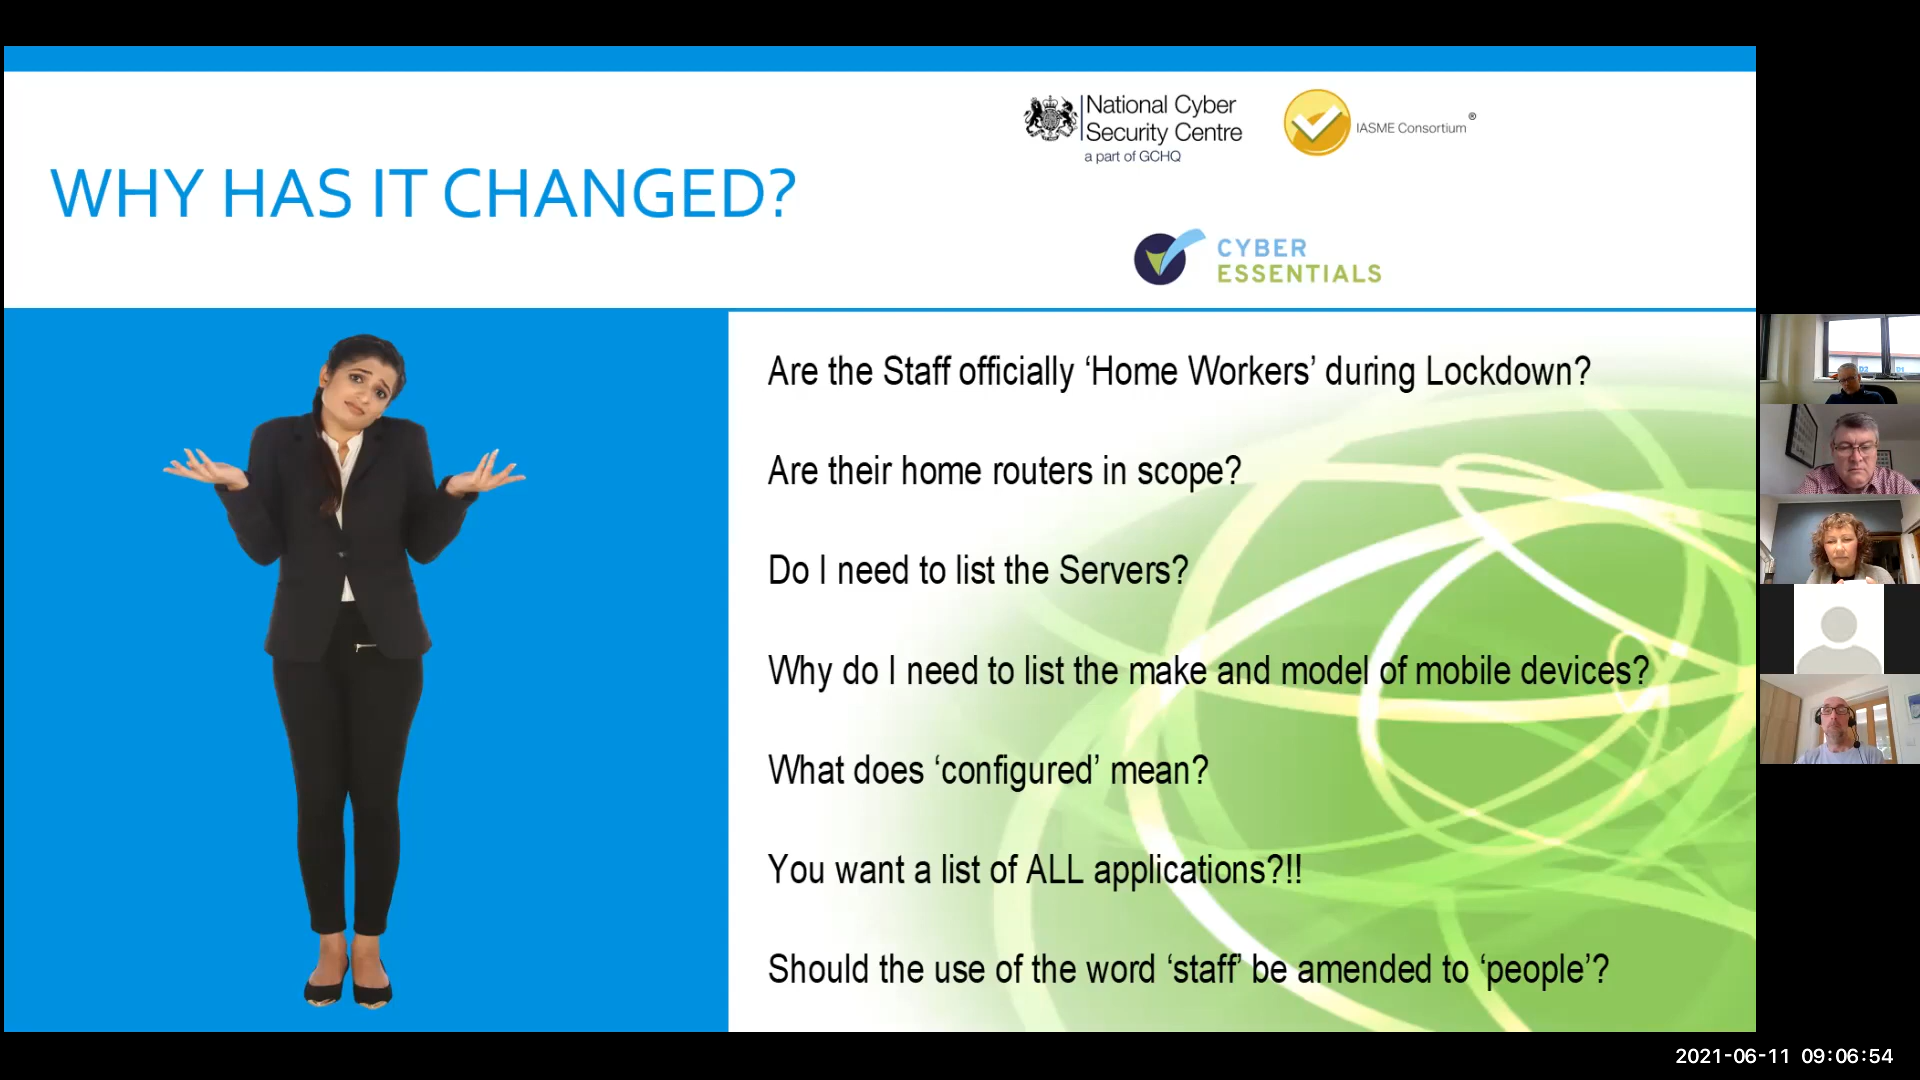 National Cyber
Security Centre
a part of GCHQ
IASME Consortium®
WHY HAS IT CHANGED?
CYBER
ESSENTIALS
Are the Staff officially ‘Home Workers’ during Lockdown?
Are their home routers in scope?
Do I need to list the Servers?
Why do I need to list the make and model of mobile devices?
What does ‘configured’ mean?
You want a list of ALL applications?!!
Should the use of the word ‘staff’ be amended to ‘people’?
2021-06-11 09:06:54